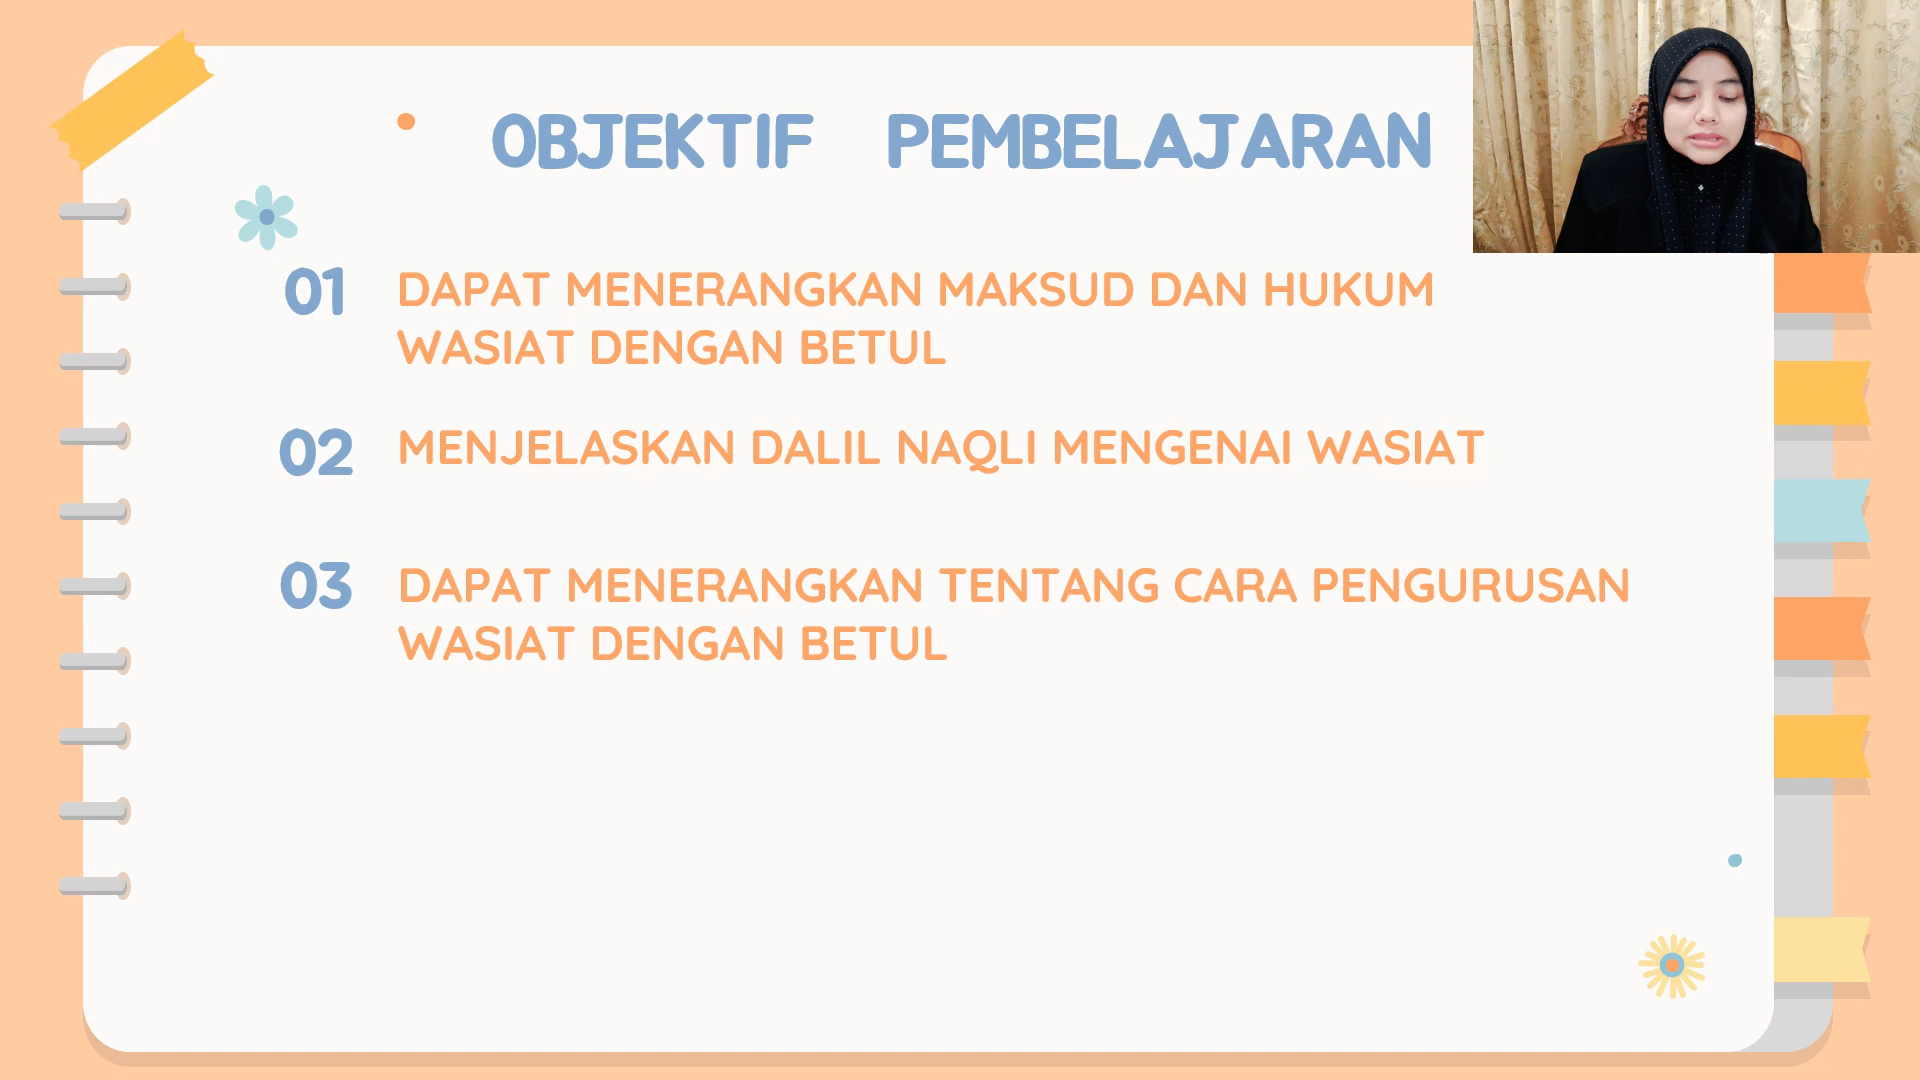 OBJEKTIF PEMBELAJARAN
01 DAPAT MENERANGKAN MAKSUD DAN HUKUM
WASIAT DENGAN BETUL
02 MENJELASKAN DALIL NAQLI MENGENAI WASIAT
03 DAPAT MENERANGKAN TENTANG CARA PENGURUSAN
WASIAT DENGAN BETUL